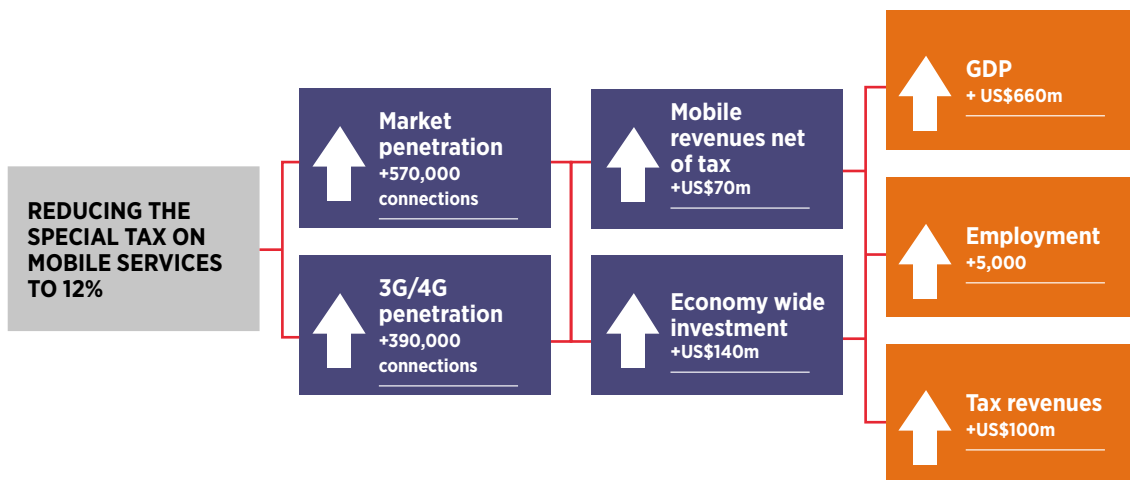 REDUCING THE
SPECIAL TAX ON
MOBILE SERVICES
TO 12%
Market
penetration
+570,000
connections
3G/4G
penetration
+390,000
connections
Mobile
revenues net
of tax
+US$70m
Economy wide
investment
+US$140m
GDP
+ US$660m
Employment
+5,000
Tax revenues
+US$100m